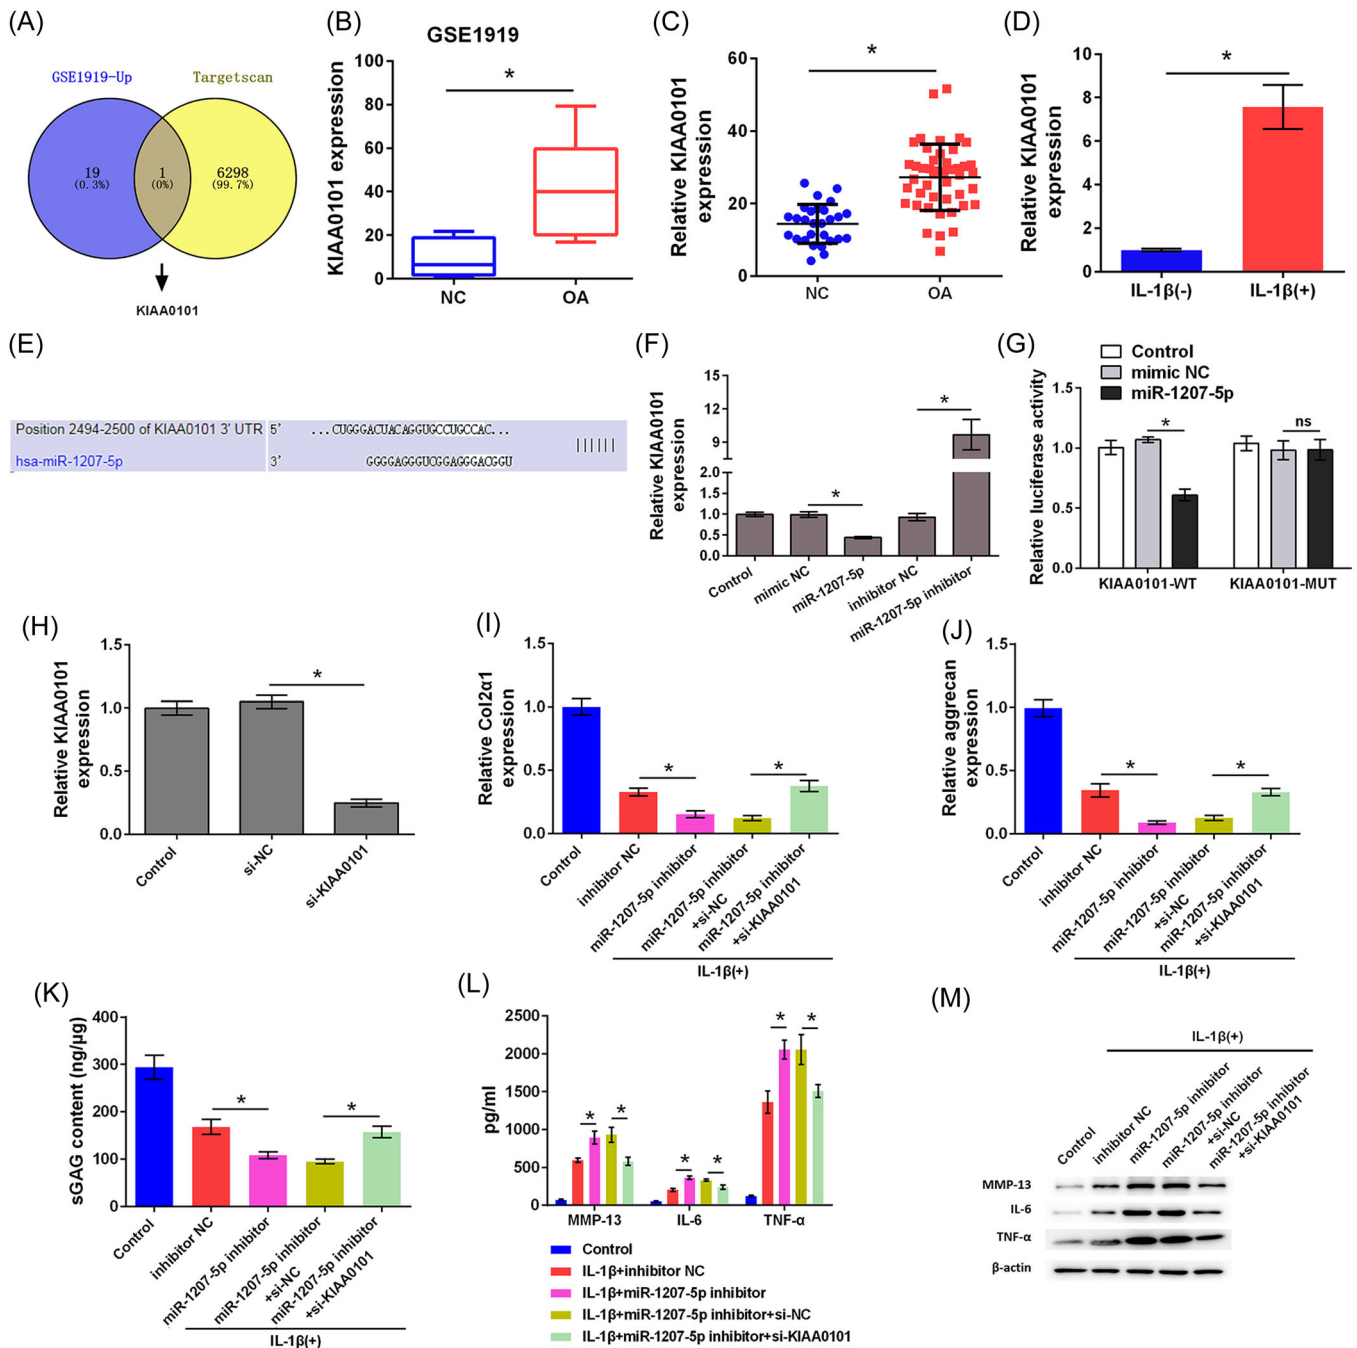 (A)
GSE1919-Up
Targetscan
19
(0.3%)
1
(0%)
6298
(99.7%)
KIAA0101
(B)
GSE1919
*
KIAA0101 expression
100
80
60
40
20
0
NC
OA
(C)
*
Relative KIAA0101
expression
60
40
20
0
NC
OA
(D)
*
Relative KIAA0101
expression
10
8
6
4
2
0
IL-1β(-)
IL-1β(+)
(E)
Position 2494-2500 of KIAA0101 3' UTR
5'
...CUGGGACUACAGGUGCCUGCCAC...
hsa-miR-1207-5p
3'
GGGGAGGGUCGGAGGGACGGU
(F)
Relative KIAA0101
expression
15
12
9
2.0
1.5
1.0
0.5
0.0
*
*
Control
mimic NC
miR-1207-5p
inhibitor NC
miR-1207-5p inhibitor
(G)
Control
mimic NC
miR-1207-5p
Relative luciferase activity
1.5
1.0
0.5
0.0
*
ns
KIAA0101-WT
KIAA0101-MUT
(H)
Relative KIAA0101
expression
1.5
1.0
0.5
0.0
*
Control
si-NC
si-KIAA0101
(I)
Relative Col2α1
expression
1.5
1.0
0.5
0.0
*
*
Control
inhibitor NC
miR-1207-5p inhibitor
miR-1207-5p inhibitor
+si-NC
miR-1207-5p inhibitor
+si-KIAA0101
IL-1β(+)
(J)
Relative aggrecan
expression
1.5
1.0
0.5
0.0
*
*
Control
inhibitor NC
miR-1207-5p inhibitor
miR-1207-5p inhibitor
+si-NC
miR-1207-5p inhibitor
+si-KIAA0101
IL-1β(+)
(K)
sGAG content (ng/μg)
400
300
200
100
0
*
*
Control
inhibitor NC
miR-1207-5p inhibitor
miR-1207-5p inhibitor
+si-NC
miR-1207-5p inhibitor
+si-KIAA0101
IL-1β(+)
(L)
pg/ml
2500
2000
1500
1000
500
0
*
*
*
*
*
*
MMP-13
IL-6
TNF-α
Control
IL-1β+inhibitor NC
IL-1β+miR-1207-5p inhibitor
IL-1β+miR-1207-5p inhibitor+si-NC
IL-1β+miR-1207-5p inhibitor+si-KIAA0101
(M)
IL-1β(+)
Control
inhibitor NC
miR-1207-5p inhibitor
miR-1207-5p inhibitor
+si-NC
miR-1207-5p inhibitor
+si-KIAA0101
MMP-13
IL-6
TNF-α
β-actin